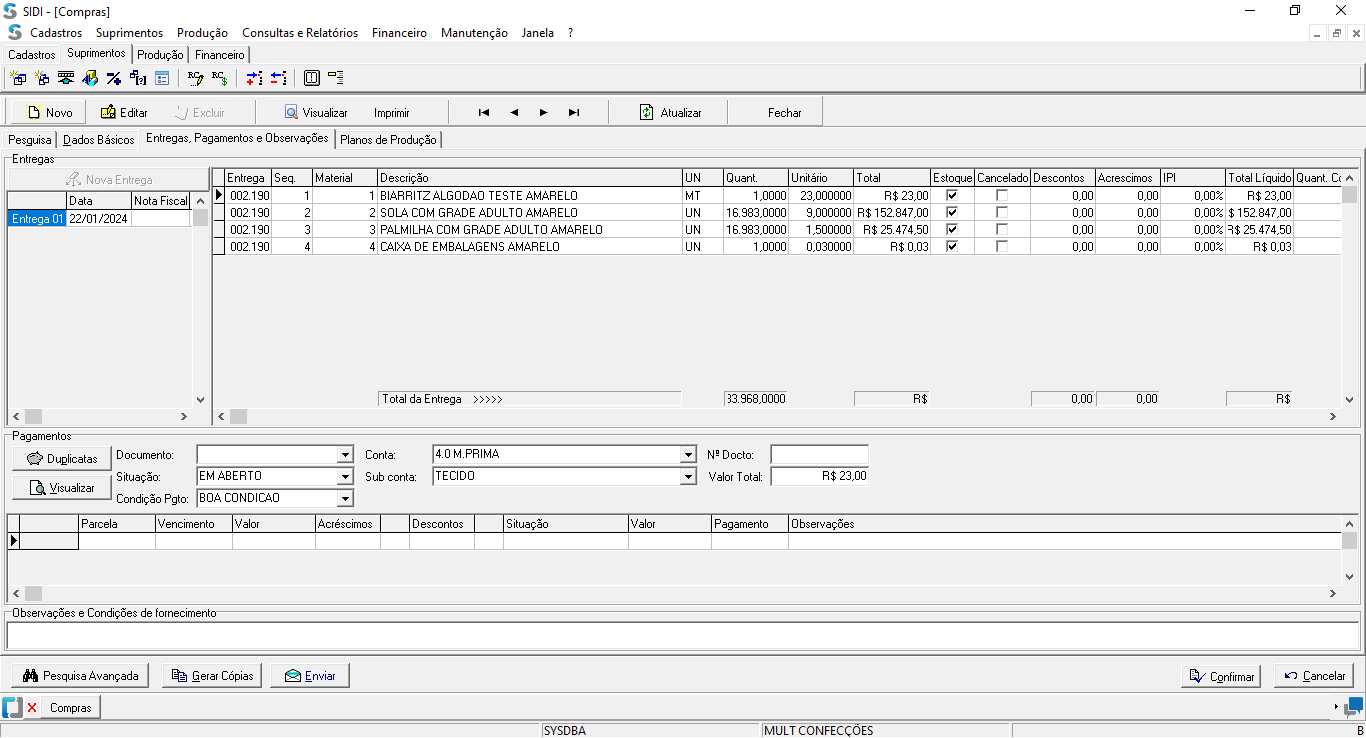 SIDI - [Compras]
Cadastros Suprimentos Produção Consultas e Relatórios Financeiro Manutenção Janela ?
Cadastros Suprimentos Produção Financeiro
Novo Editar Excluir Visualizar Imprimir Atualizar Fechar
Pesquisa Dados Básicos Entregas, Pagamentos e Observações Planos de Produção
Entregas
Nova Entrega
Data Nota Fiscal
Entrega 01 22/01/2024
Entrega Seq. Material Descrição UN Quant. Unitário Total Estoque Cancelado Descontos Acrescimos IPI Total Líquido Quant. Co
002.190 1 1 BIARRITZ ALGODAO TESTE AMARELO MT 1,0000 23,000000 R$ 23,00 0,00 0,00 0,00% R$ 23,00
002.190 2 2 SOLA COM GRADE ADULTO AMARELO UN 16.983,0000 9,000000 R$ 152.847,00 0,00 0,00 0,00% $ 152.847,00
002.190 3 3 PALMILHA COM GRADE ADULTO AMARELO UN 16.983,0000 1,500000 R$ 25.474,50 0,00 0,00 0,00% R$ 25.474,50
002.190 4 4 CAIXA DE EMBALAGENS AMARELO UN 1,0000 0,030000 R$ 0,03 0,00 0,00 0,00% R$ 0,03
Total da Entrega >>>>> 33.968,0000 R$ 0,00 0,00 R$
Pagamentos
Duplicatas Documento: Conta: 4.0 M.PRIMA Nº Docto:
Visualizar Situação: EM ABERTO Sub conta: TECIDO Valor Total: R$ 23,00
Condição Pgto: BOA CONDICAO
Parcela Vencimento Valor Acréscimos Descontos Situação Valor Pagamento Observações
Observações e Condições de fornecimento
Pesquisa Avançada Gerar Cópias Enviar Confirmar Cancelar
Compras
SYSDBA MULT CONFECÇÕES B